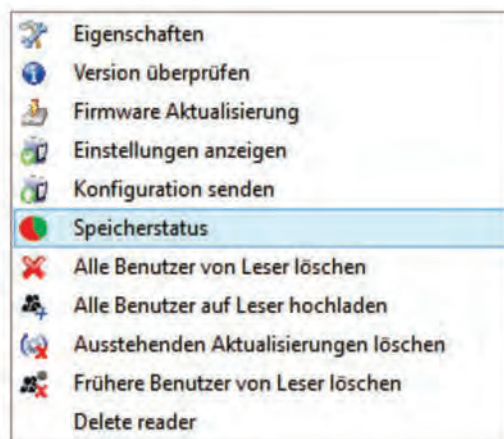 Eigenschaften
Version überprüfen
Firmware Aktualisierung
Einstellungen anzeigen
Konfiguration senden
Speicherstatus
Alle Benutzer von Leser löschen
Alle Benutzer auf Leser hochladen
Ausstehenden Aktualisierungen löschen
Frühere Benutzer von Leser löschen
Delete reader